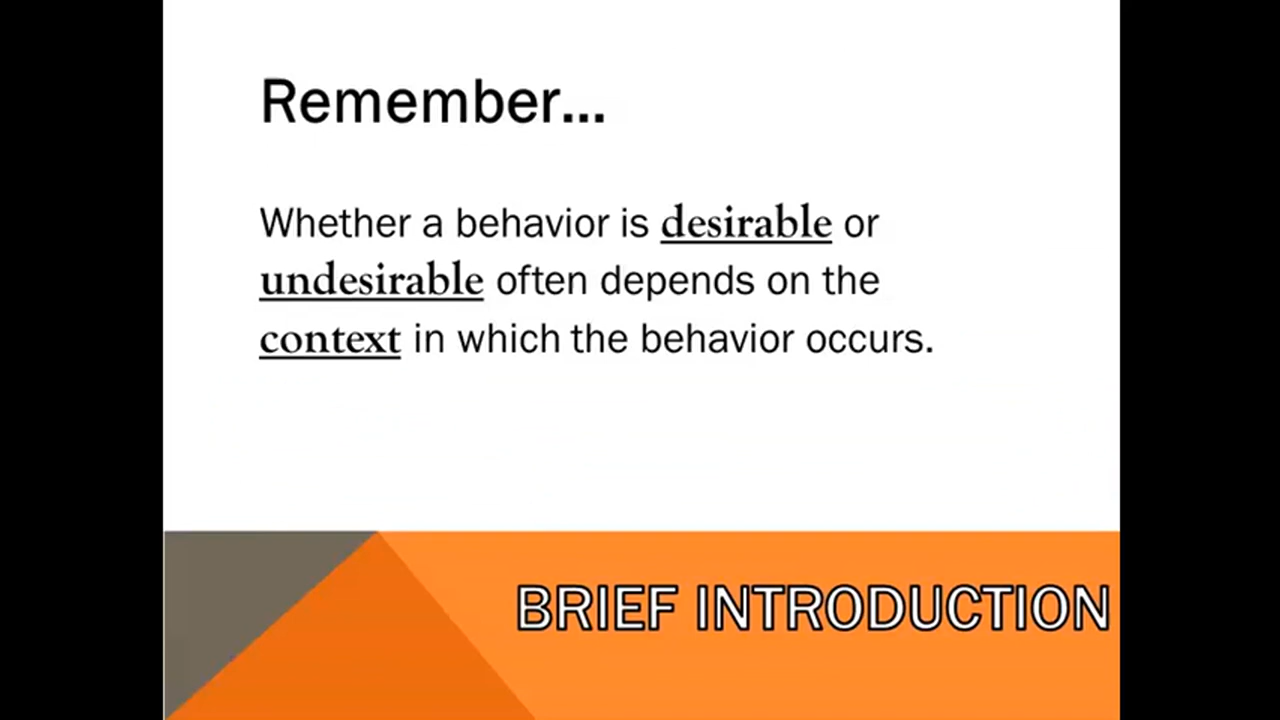 Remember...
Whether a behavior is desirable or
undesirable often depends on the
context in which the behavior occurs.
BRIEF INTRODUCTION